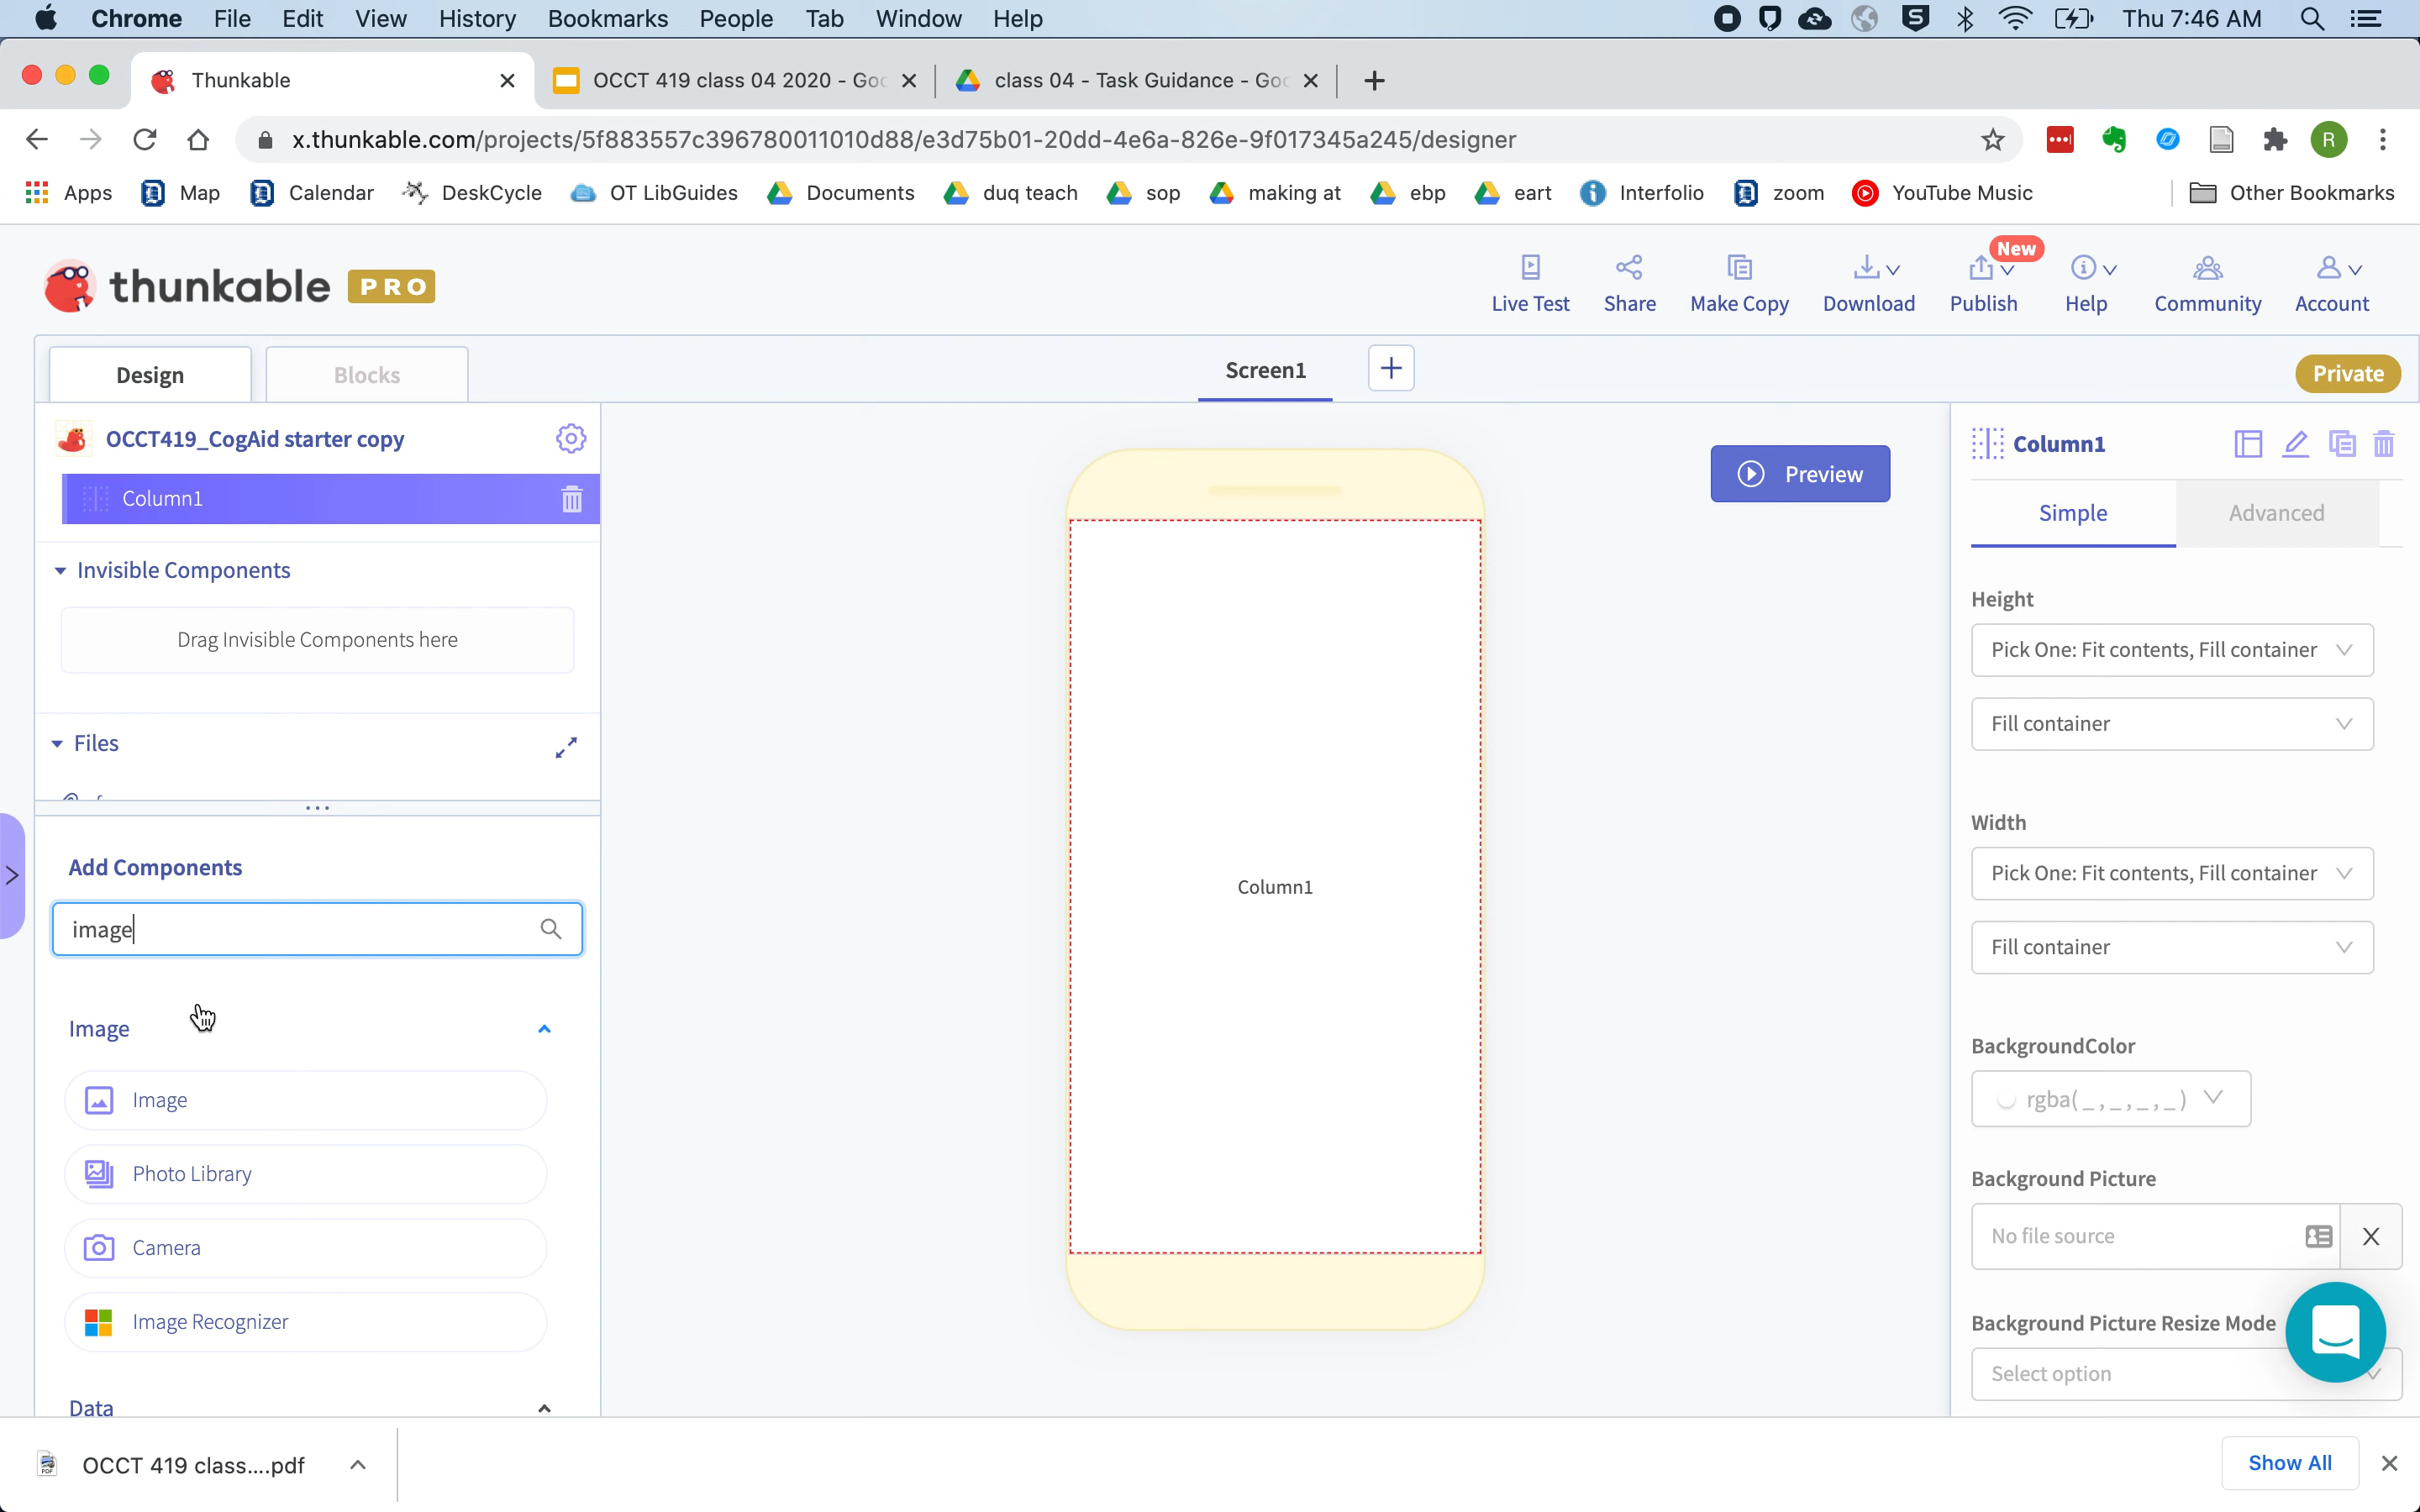 Chrome File Edit View History Bookmarks People Tab Window Help Thu 7:46 AM
Thunkable OCCT 419 class 04 2020 - Goo class 04 - Task Guidance - Goo
x.thunkable.com/projects/5f883557c396780011010d88/e3d75b01-20dd-4e6a-826e-9f017345a245/designer R
Apps Map Calendar DeskCycle OT LibGuides Documents duq teach sop making at ebp eart Interfolio zoom YouTube Music Other Bookmarks
thunkable PRO
New
Live Test Share Make Copy Download Publish Help Community Account
Design Blocks Screen1 Private
OCCT419_CogAid starter copy
Column1
Invisible Components
Drag Invisible Components here
Files
Add Components
image
Image
Image
Photo Library
Camera
Image Recognizer
Data
Preview
Column1
Column1
Simple Advanced
Height
Pick One: Fit contents, Fill container
Fill container
Width
Pick One: Fit contents, Fill container
Fill container
BackgroundColor
rgba( _ , _ , _ , _ )
Background Picture
No file source X
Background Picture Resize Mode
Select option
OCCT 419 class....pdf Show All